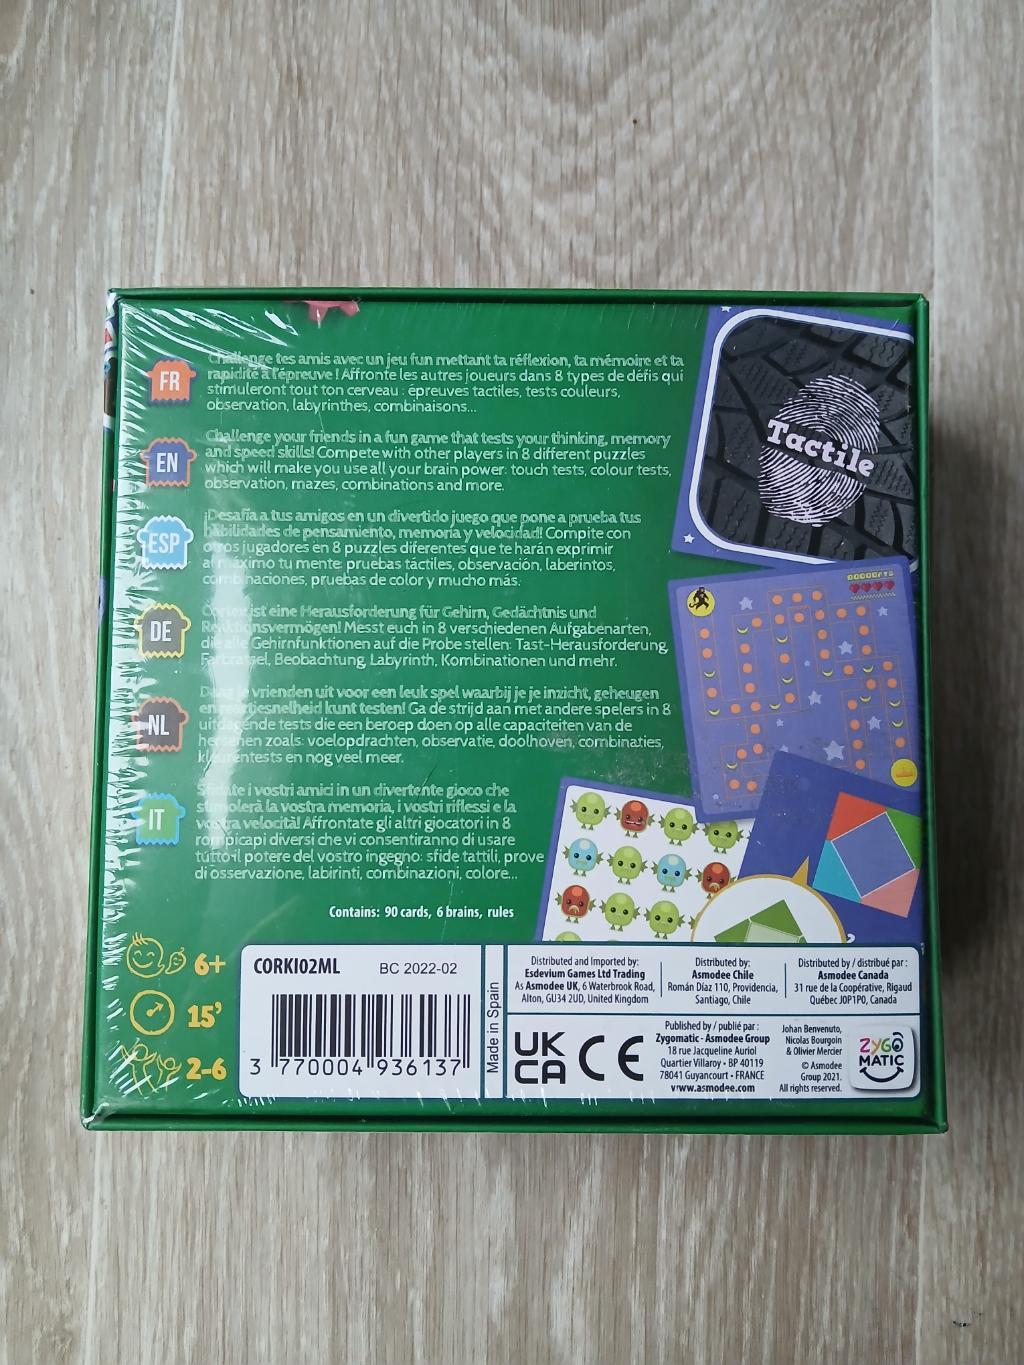 FR
Challenge tes amis avec un jeu fun mettant ta réflexion, ta mémoire et ta
rapidité à l'épreuve ! Affronte les autres joueurs dans 8 types de défis qui
stimuleront tout ton cerveau : épreuves tactiles, tests couleurs,
observation, labyrinthes, combinaisons...
EN
Challenge your friends in a fun game that tests your thinking, memory
and speed skills! Compete with other players in 8 different puzzles
which will make you use all your brain power: touch tests, colour tests,
observation, mazes, combinations and more.
ESP
¡Desafía a tus amigos en un divertido juego que pone a prueba tus
habilidades de pensamiento, memoria y velocidad! Compite con
otros jugadores en 8 puzzles diferentes que te harán exprimir
al máximo tu mente: pruebas táctiles, observación, laberintos,
combinaciones, pruebas de color y mucho más.
DE
Cortex ist eine Herausforderung für Gehirn, Gedächtnis und
Reaktionsvermögen! Messt euch in 8 verschiedenen Aufgabenarten,
die alle Gehirnfunktionen auf die Probe stellen: Tast-Herausforderung,
Farbrätsel, Beobachtung, Labyrinth, Kombinationen und mehr.
NL
Daag je vrienden uit voor een leuk spel waarbij je je inzicht, geheugen
en reactiesnelheid kunt testen! Ga de strijd aan met andere spelers in 8
uitdagende tests die een beroep doen op alle capaciteiten van de
hersenen zoals: voelopdrachten, observatie, doolhoven, combinaties,
kleurentests en nog veel meer.
IT
Sfidate i vostri amici in un divertente gioco che
stimolerà la vostra memoria, i vostri riflessi e la
vostra velocità! Affrontate gli altri giocatori in 8
rompicapi diversi che vi consentiranno di usare
tutto il potere del vostro ingegno: sfide tattili, prove
di osservazione, labirinti, combinazioni, colore...
Tactile
Contains: 90 cards, 6 brains, rules
6+
15'
2-6
CORKI02ML BC 2022-02
3 770004 936137
Made in Spain
Distributed and Imported by:
Esdevium Games Ltd Trading
As Asmodee UK, 6 Waterbrook Road,
Alton, GU34 2UD, United Kingdom
Distributed by:
Asmodee Chile
Román Díaz 110, Providencia,
Santiago, Chile
Distributed by / distribué par :
Asmodee Canada
31 rue de la Coopérative, Rigaud
Québec J0P1P0, Canada
UK
CA
CE
Published by / publié par :
Zygomatic - Asmodee Group
18 rue Jacqueline Auriol
Quartier Villaroy • BP 40119
78041 Guyancourt • FRANCE
www.asmodee.com
Johan Benvenuto,
Nicolas Bourgoin
& Olivier Mercier
© Asmodee
Group 2021.
All rights reserved.
ZYGO
MATIC